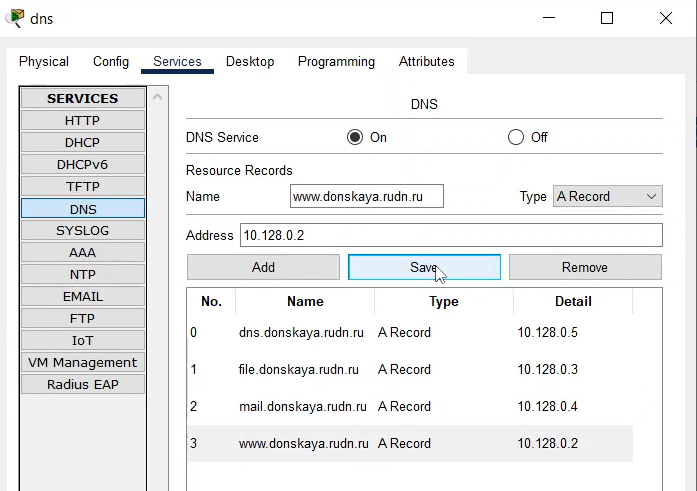 dns
Physical Config Services Desktop Programming Attributes
SERVICES
HTTP
DHCP
DHCPv6
TFTP
DNS
SYSLOG
AAA
NTP
EMAIL
FTP
IoT
VM Management
Radius EAP
DNS
DNS Service On Off
Resource Records
Name www.donskaya.rudn.ru Type A Record
Address 10.128.0.2
Add Save Remove
No. Name Type Detail
0 dns.donskaya.rudn.ru A Record 10.128.0.5
1 file.donskaya.rudn.ru A Record 10.128.0.3
2 mail.donskaya.rudn.ru A Record 10.128.0.4
3 www.donskaya.rudn.ru A Record 10.128.0.2